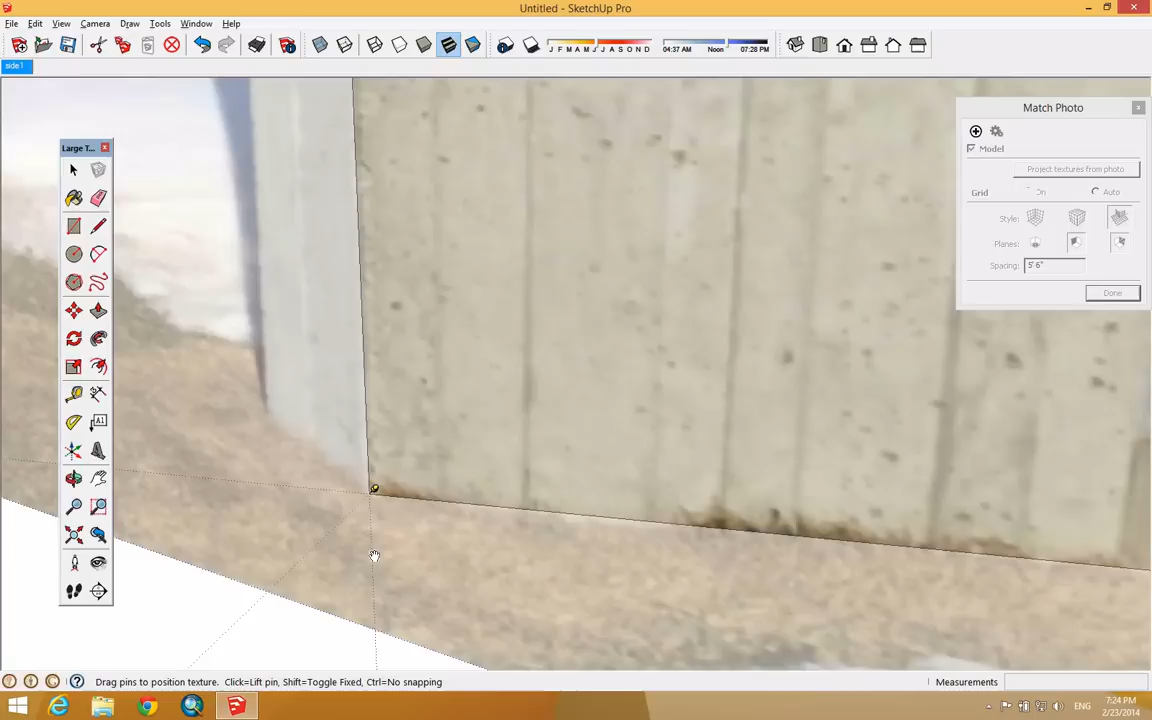 Untitled - SketchUp Pro
File Edit View Camera Draw Tools Window Help
J F M A M J J A S O N D
04:37 AM Noon 07:28 PM
side1
Match Photo
Large T...
Model
Project textures from photo
Grid On Auto
Style:
Planes:
Spacing: 5' 6"
Done
A1
Drag pins to position texture. Click=Lift pin, Shift=Toggle Fixed, Ctrl=No snapping
Measurements
ENG
7:24 PM
2/23/2014